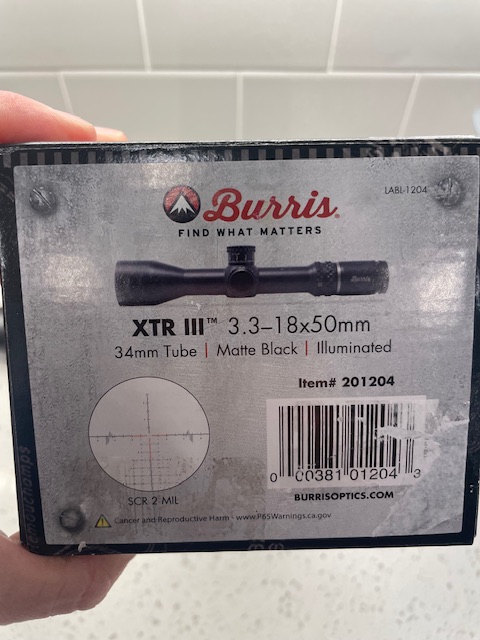 LABL-1204
Burris®
FIND WHAT MATTERS
Burris
XTR III™ 3.3–18x50mm
34mm Tube | Matte Black | Illuminated
Item# 201204
0 00381 01204 3
SCR 2 MIL
BURRISOPTICS.COM
Cancer and Reproductive Harm - www.P65Warnings.ca.gov